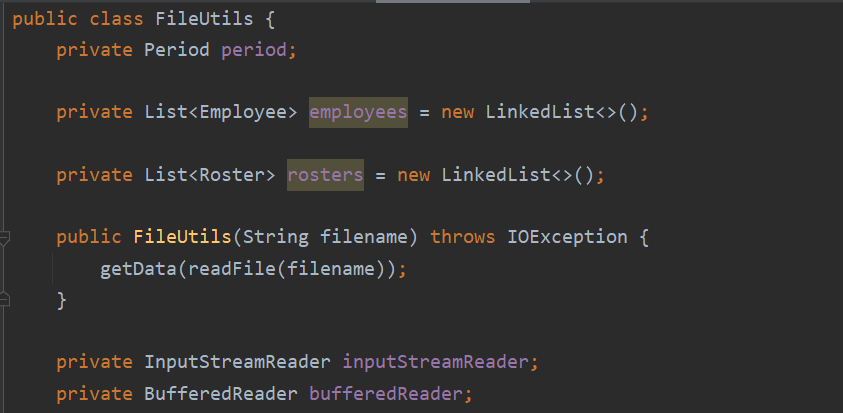 public class FileUtils {
private Period period;
private List<Employee> employees = new LinkedList<>();
private List<Roster> rosters = new LinkedList<>();
public FileUtils(String filename) throws IOException {
getData(readFile(filename));
}
private InputStreamReader inputStreamReader;
private BufferedReader bufferedReader;